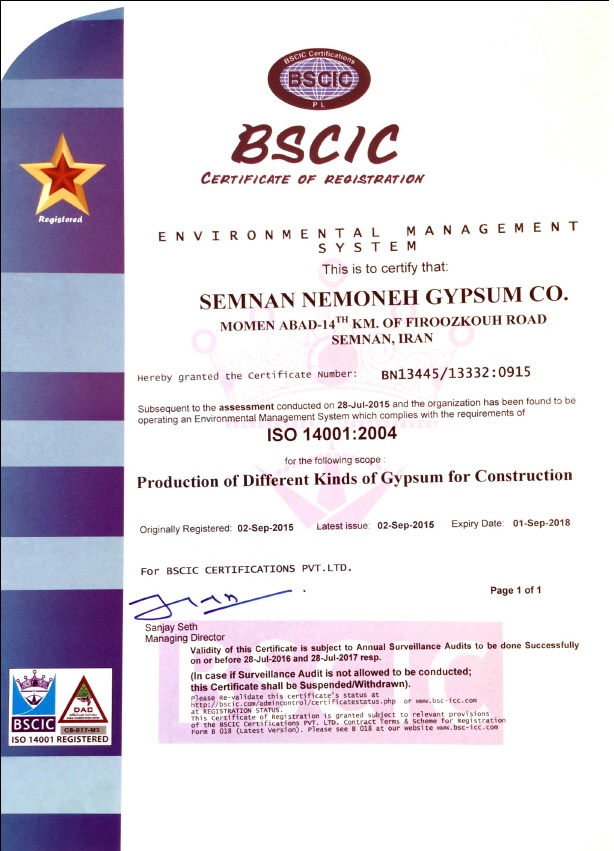 BSCIC Certifications
BSCIC
PL
BSCIC
CERTIFICATE OF REGISTRATION
Registered
ENVIRONMENTAL MANAGEMENT
SYSTEM
This is to certify that:
SEMNAN NEMONEH GYPSUM CO.
MOMEN ABAD-14TH KM. OF FIROOZKOUH ROAD
SEMNAN, IRAN
Hereby granted the Certificate Number: BN13445/13332:0915
Subsequent to the assessment conducted on 28-Jul-2015 and the organization has been found to be
operating an Environmental Management System which complies with the requirements of
ISO 14001:2004
for the following scope :
Production of Different Kinds of Gypsum for Construction
Originally Registered: 02-Sep-2015 Latest issue: 02-Sep-2015 Expiry Date: 01-Sep-2018
For BSCIC CERTIFICATIONS PVT.LTD.
Page 1 of 1
Sanjay Seth
Managing Director
Validity of this Certificate is subject to Annual Surveillance Audits to be done Successfully
on or before 28-Jul-2016 and 28-Jul-2017 resp.
(In case if Surveillance Audit is not allowed to be conducted;
this Certificate shall be Suspended/Withdrawn).
Please Re-validate this certificate's status at
http://bscic.com/admincontrol/certificatestatus.php or www.bsc-icc.com
at REGISTRATION STATUS.
This Certificate of Registration is granted subject to relevant provisions
of the BSCIC Certifications PVT. LTD. Contract Terms & Scheme for Registration
Form B 018 (Latest Version). Please see B 018 at our website www.bsc-icc.com
BSCIC
DAC
CB-017-MS
ISO 14001 REGISTERED